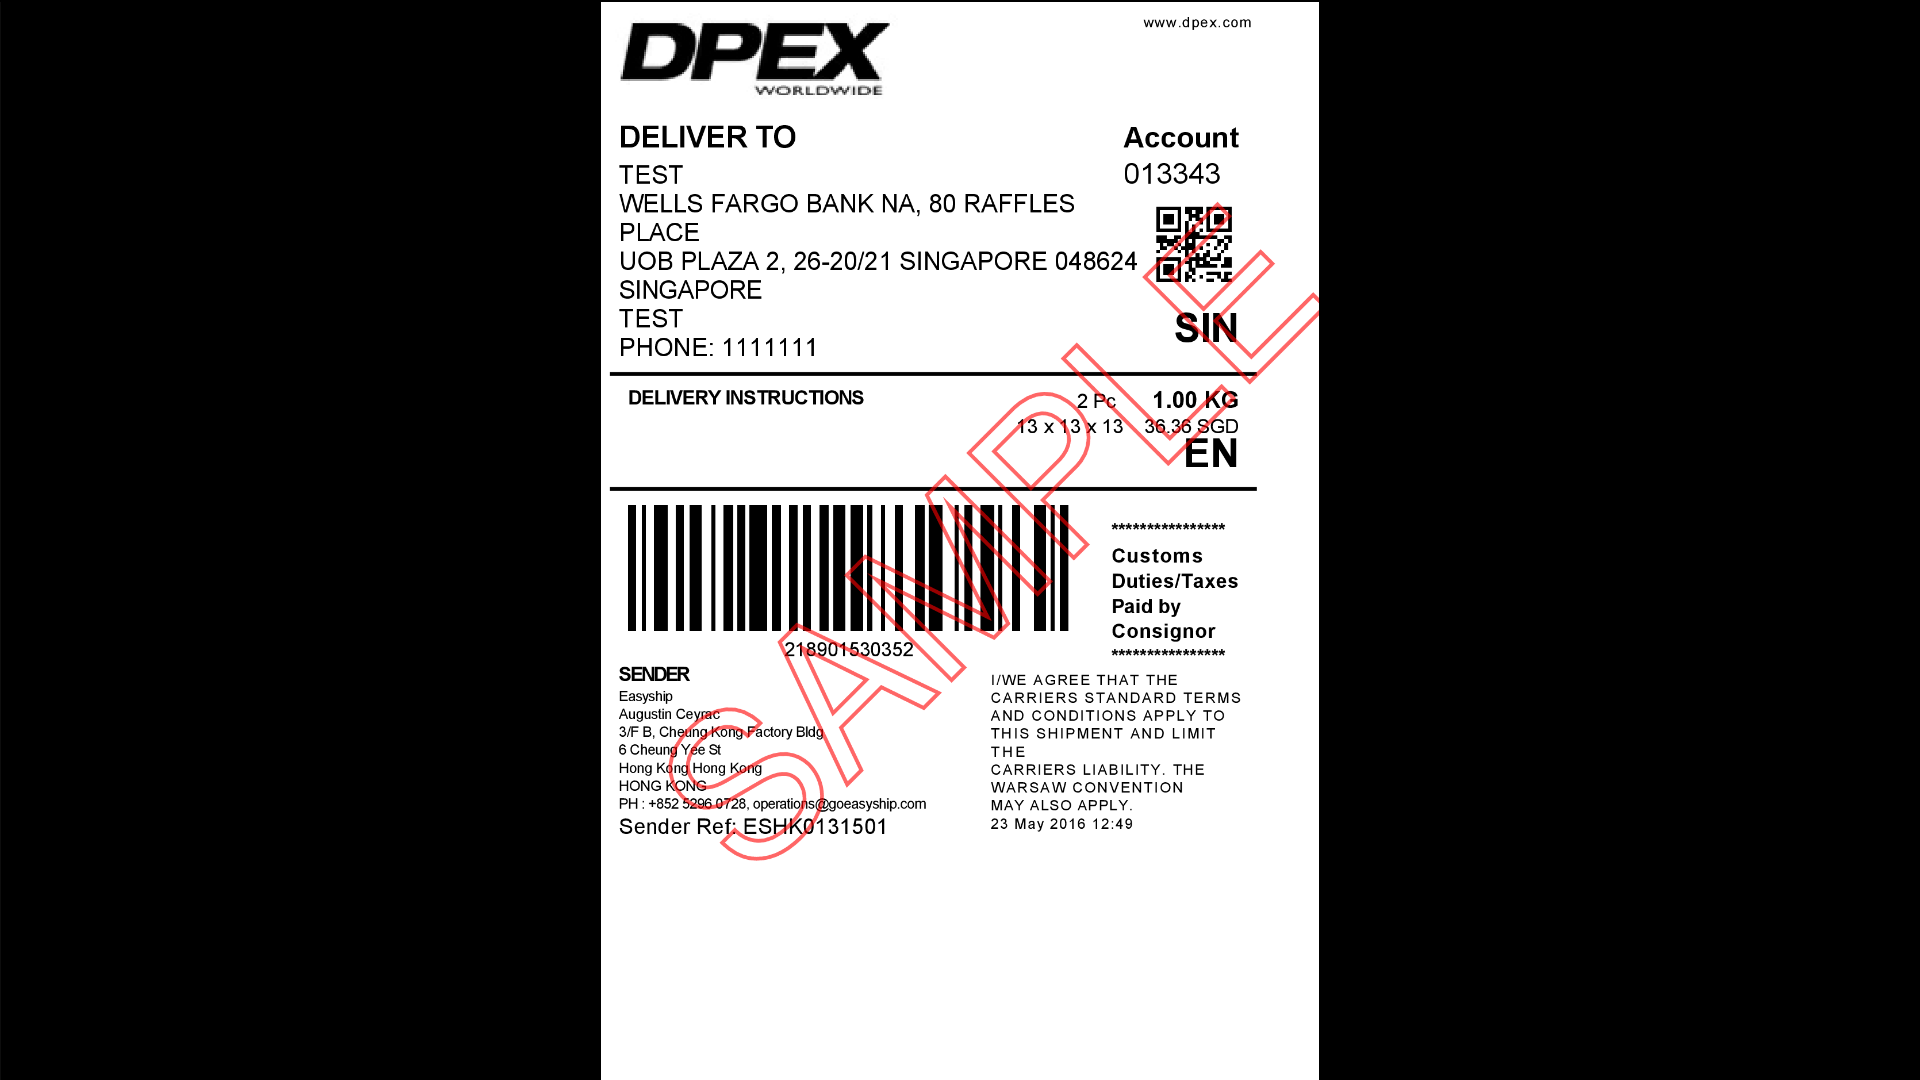 DPEX
WORLDWIDE
www.dpex.com
DELIVER TO
Account
TEST
013343
WELLS FARGO BANK NA, 80 RAFFLES
PLACE
UOB PLAZA 2, 26-20/21 SINGAPORE 048624
SINGAPORE
TEST
SIN
PHONE: 1111111
DELIVERY INSTRUCTIONS
2 Pc 1.00 KG
13 x 13 x 13 36.36 SGD
EN
****************
Customs
Duties/Taxes
Paid by
Consignor
****************
218901530352
SENDER
Easyship
Augustin Ceyrac
3/F B, Cheung Kong Factory Bldg
6 Cheung Yee St
Hong Kong Hong Kong
HONG KONG
PH : +852 5296 0728, operations@goeasyship.com
Sender Ref: ESHK0131501
I/WE AGREE THAT THE
CARRIERS STANDARD TERMS
AND CONDITIONS APPLY TO
THIS SHIPMENT AND LIMIT
THE
CARRIERS LIABILITY. THE
WARSAW CONVENTION
MAY ALSO APPLY.
23 May 2016 12:49
SAMPLE